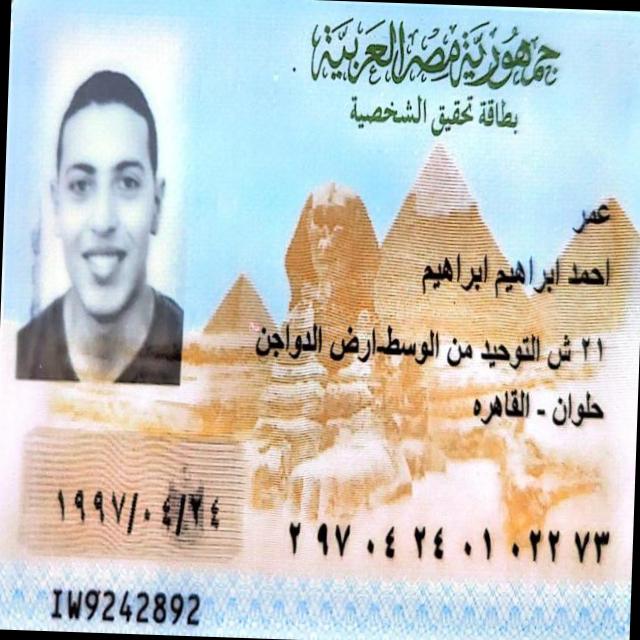 جمهورية مصر العربية
بطاقة تحقيق الشخصية
عمر
احمد ابراهيم ابراهيم
٢١ ش التوحيد من الوسط-ارض الدواجن
حلوان - القاهره
١٩٩٧/٠٤/٢٤
٢ ٩٧ ٠٤ ٢٤ ٠١ ٠٢٢ ٧٣
IW9242892